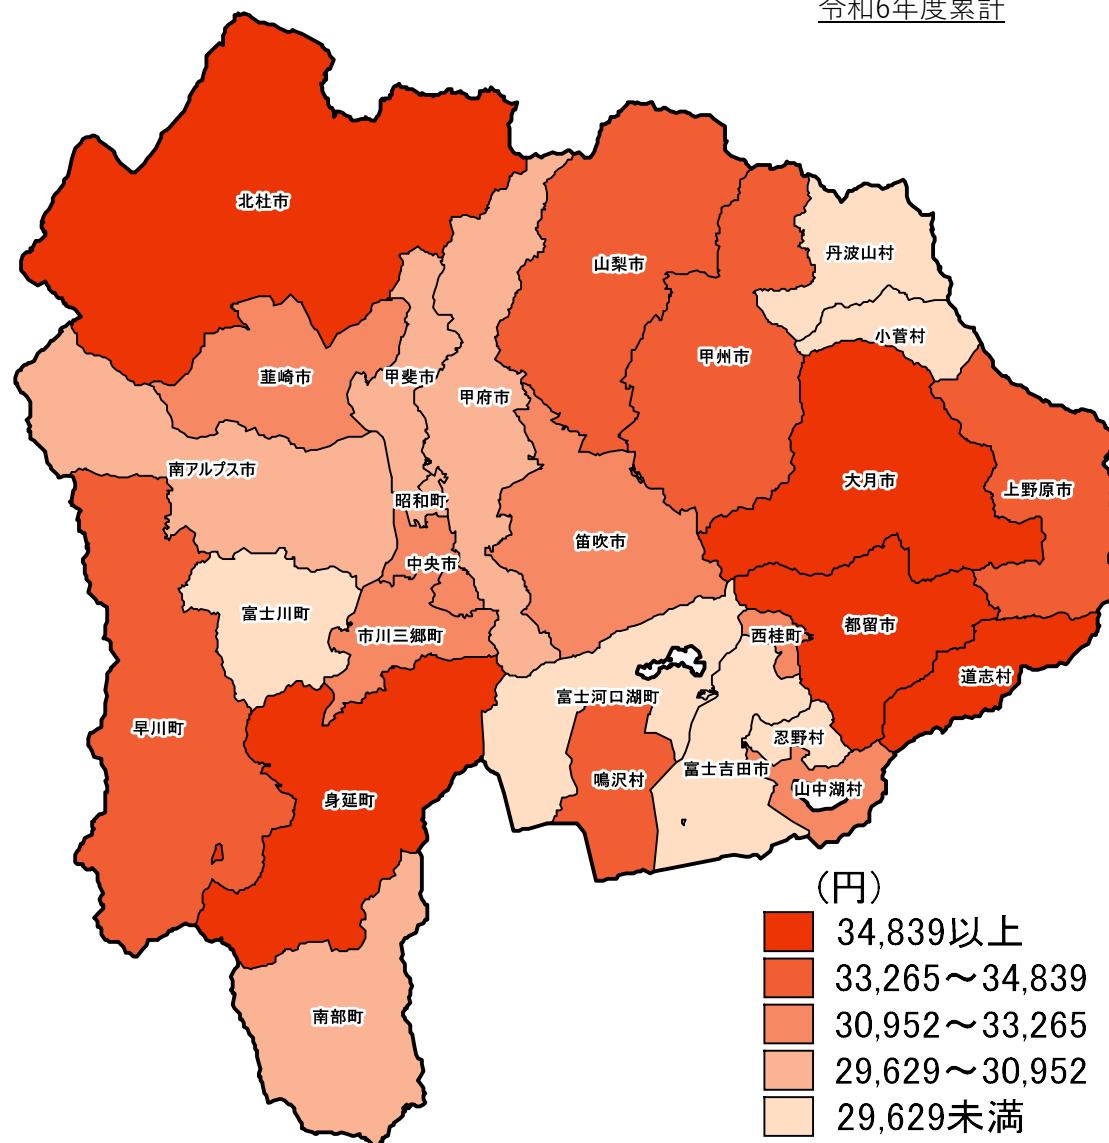 令和6年度累計
北杜市
丹波山村
山梨市
小菅村
甲州市
韮崎市
甲斐市
甲府市
南アルプス市
大月市
上野原市
昭和町
笛吹市
中央市
富士川町
市川三郷町
西桂町
都留市
道志村
富士河口湖町
早川町
忍野村
富士吉田市
鳴沢村
山中湖村
身延町
南部町
(円)
34,839以上
33,265～34,839
30,952～33,265
29,629～30,952
29,629未満